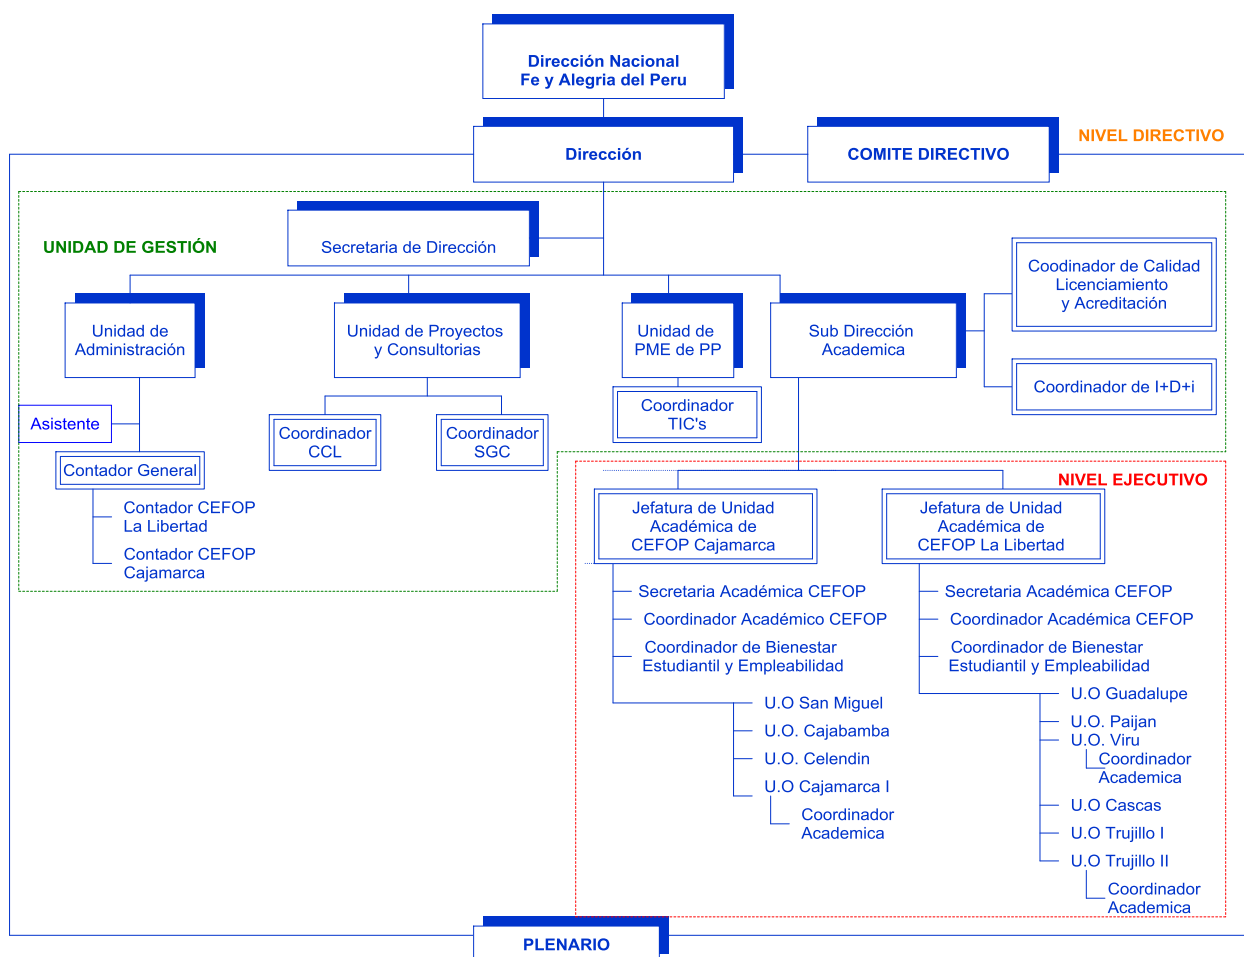 Dirección Nacional
Fe y Alegria del Peru
Dirección
COMITE DIRECTIVO
NIVEL DIRECTIVO
UNIDAD DE GESTIÓN
Secretaria de Dirección
Coodinador de Calidad
Licenciamiento
y Acreditación
Unidad de
Administración
Unidad de Proyectos
y Consultorias
Unidad de
PME de PP
Sub Dirección
Academica
Coordinador de I+D+i
Asistente
Coordinador
CCL
Coordinador
SGC
Coordinador
TIC's
Contador General
Contador CEFOP
La Libertad
Contador CEFOP
Cajamarca
NIVEL EJECUTIVO
Jefatura de Unidad
Académica de
CEFOP Cajamarca
Secretaria Académica CEFOP
Coordinador Académico CEFOP
Coordinador de Bienestar
Estudiantil y Empleabilidad
U.O San Miguel
U.O. Cajabamba
U.O. Celendin
U.O Cajamarca I
Coordinador
Academica
Jefatura de Unidad
Académica de
CEFOP La Libertad
Secretaria Académica CEFOP
Coordinador Académica CEFOP
Coordinador de Bienestar
Estudiantil y Empleabilidad
U.O Guadalupe
U.O. Paijan
U.O. Viru
Coordinador
Academica
U.O Cascas
U.O Trujillo I
U.O Trujillo II
Coordinador
Academica
PLENARIO